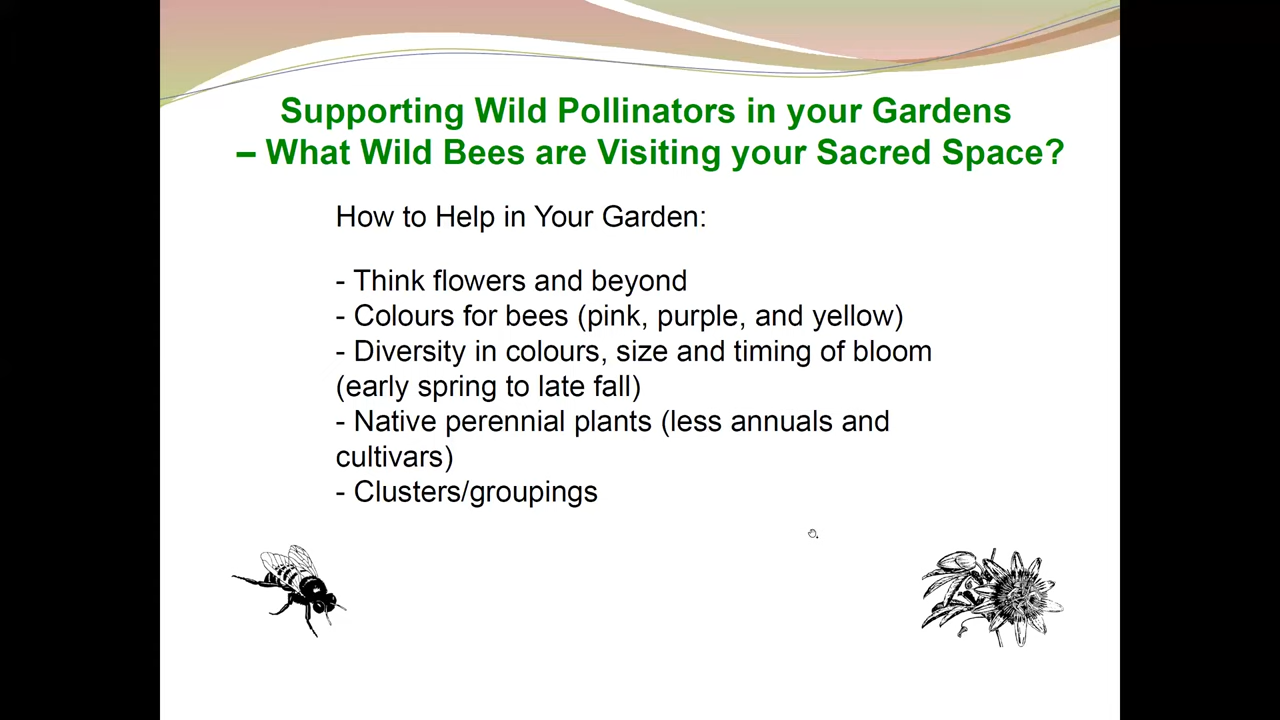 Supporting Wild Pollinators in your Gardens
– What Wild Bees are Visiting your Sacred Space?
How to Help in Your Garden:
- Think flowers and beyond
- Colours for bees (pink, purple, and yellow)
- Diversity in colours, size and timing of bloom
(early spring to late fall)
- Native perennial plants (less annuals and
cultivars)
- Clusters/groupings